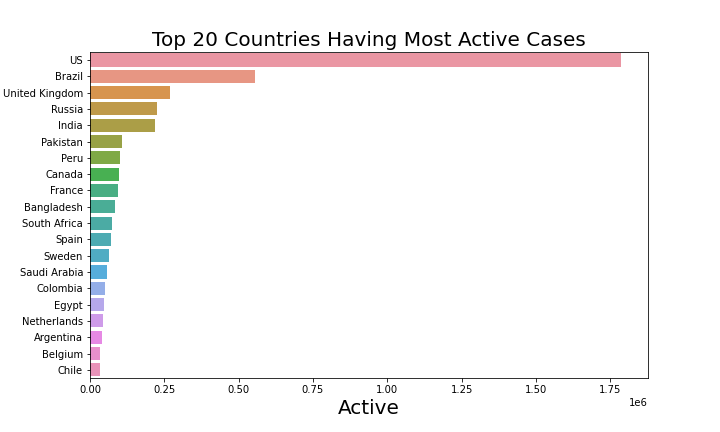 Top 20 Countries Having Most Active Cases
US
Brazil
United Kingdom
Russia
India
Pakistan
Peru
Canada
France
Bangladesh
South Africa
Spain
Sweden
Saudi Arabia
Colombia
Egypt
Netherlands
Argentina
Belgium
Chile
0.00 0.25 0.50 0.75 1.00 1.25 1.50 1.75
1e6
Active